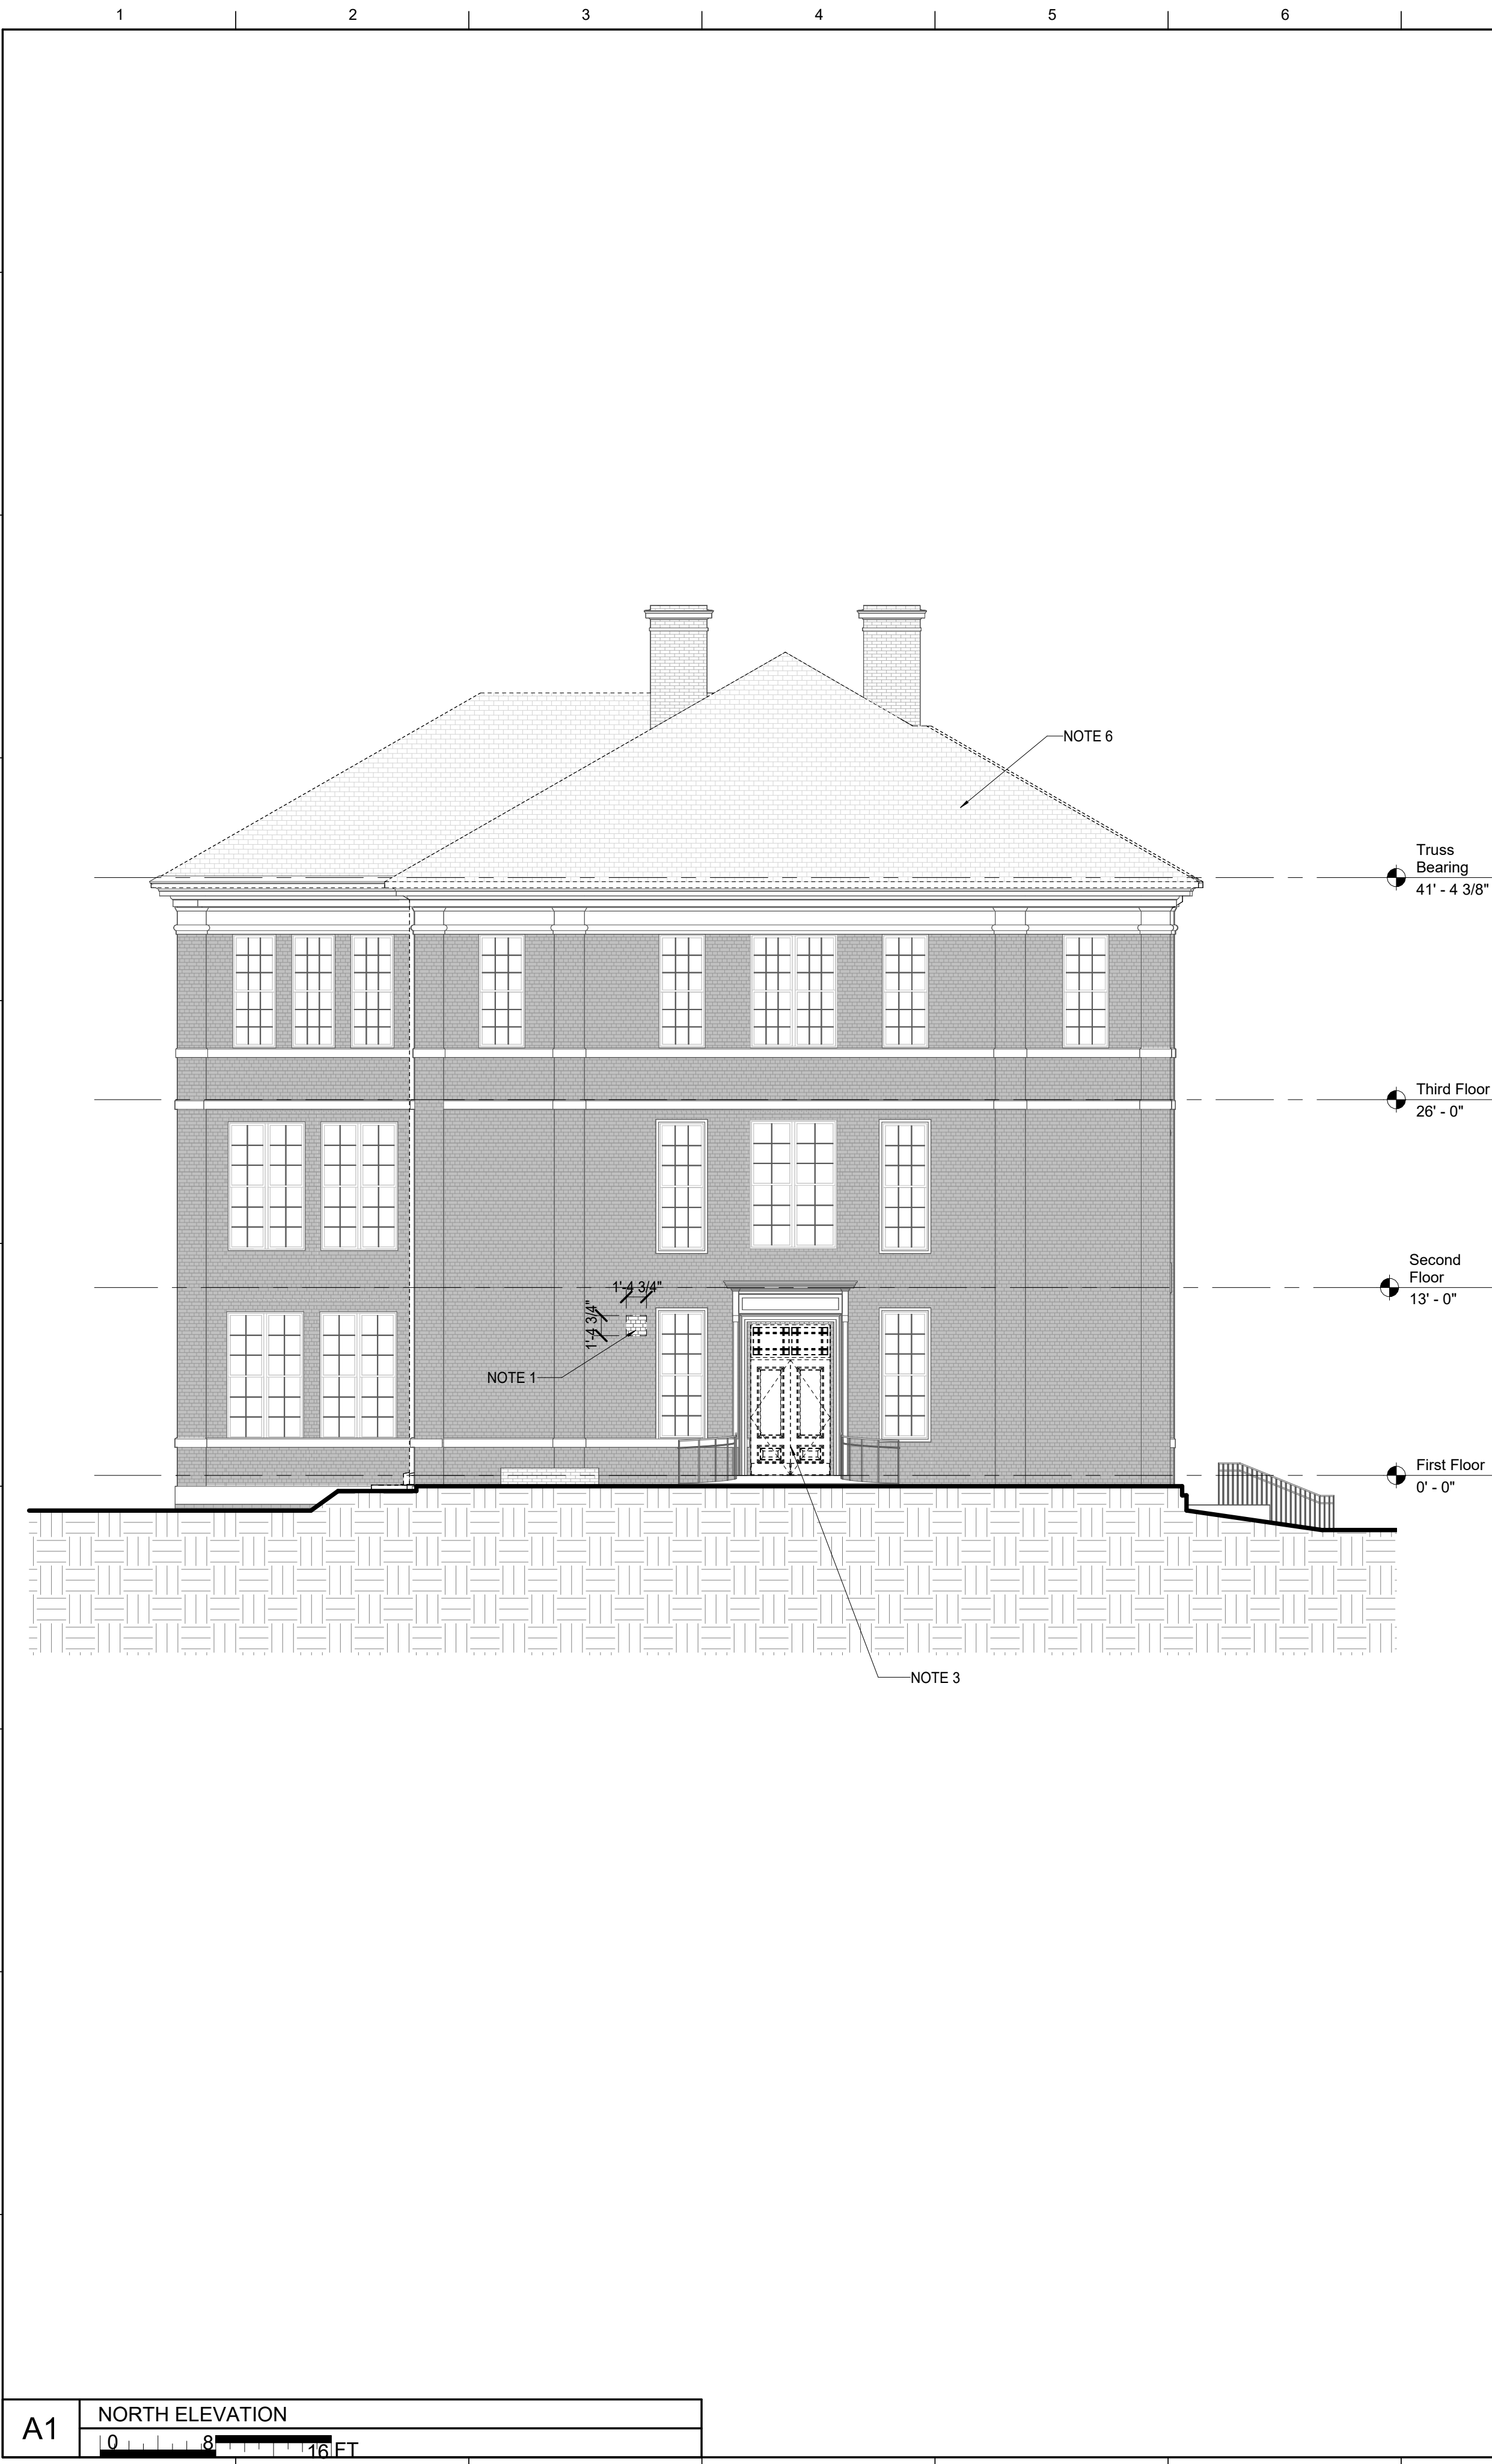 1
2
3
4
5
6
NOTE 6
Truss
Bearing
41' - 4 3/8"
Third Floor
26' - 0"
Second
Floor
13' - 0"
1'-4 3/4"
1'-4 3/4"
NOTE 1
First Floor
0' - 0"
NOTE 3
A1
NORTH ELEVATION
0 8 16 FT